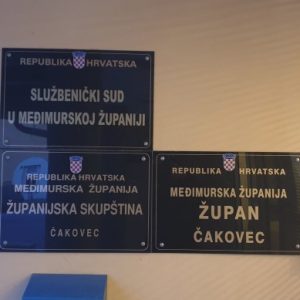 REPUBLIKA HRVATSKA
SLUŽBENIČKI SUD
U MEĐIMURSKOJ ŽUPANIJI
REPUBLIKA HRVATSKA
MEĐIMURSKA ŽUPANIJA
ŽUPANIJSKA SKUPŠTINA
ČAKOVEC
REPUBLIKA HRVATSKA
MEĐIMURSKA ŽUPANIJA
ŽUPAN
ČAKOVEC